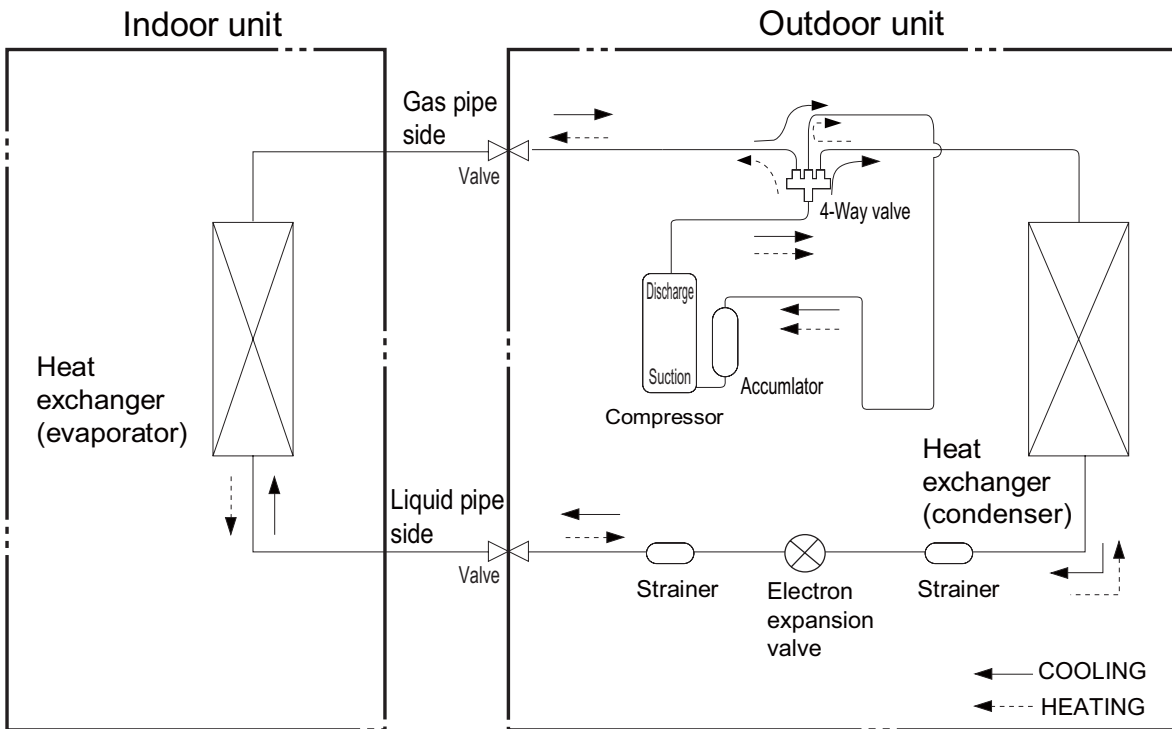 Indoor unit
Outdoor unit
Gas pipe
side
Valve
4-Way valve
Discharge
Suction
Accumlator
Compressor
Heat
exchanger
(evaporator)
Heat
exchanger
(condenser)
Liquid pipe
side
Valve
Strainer
Electron
expansion
valve
Strainer
COOLING
HEATING